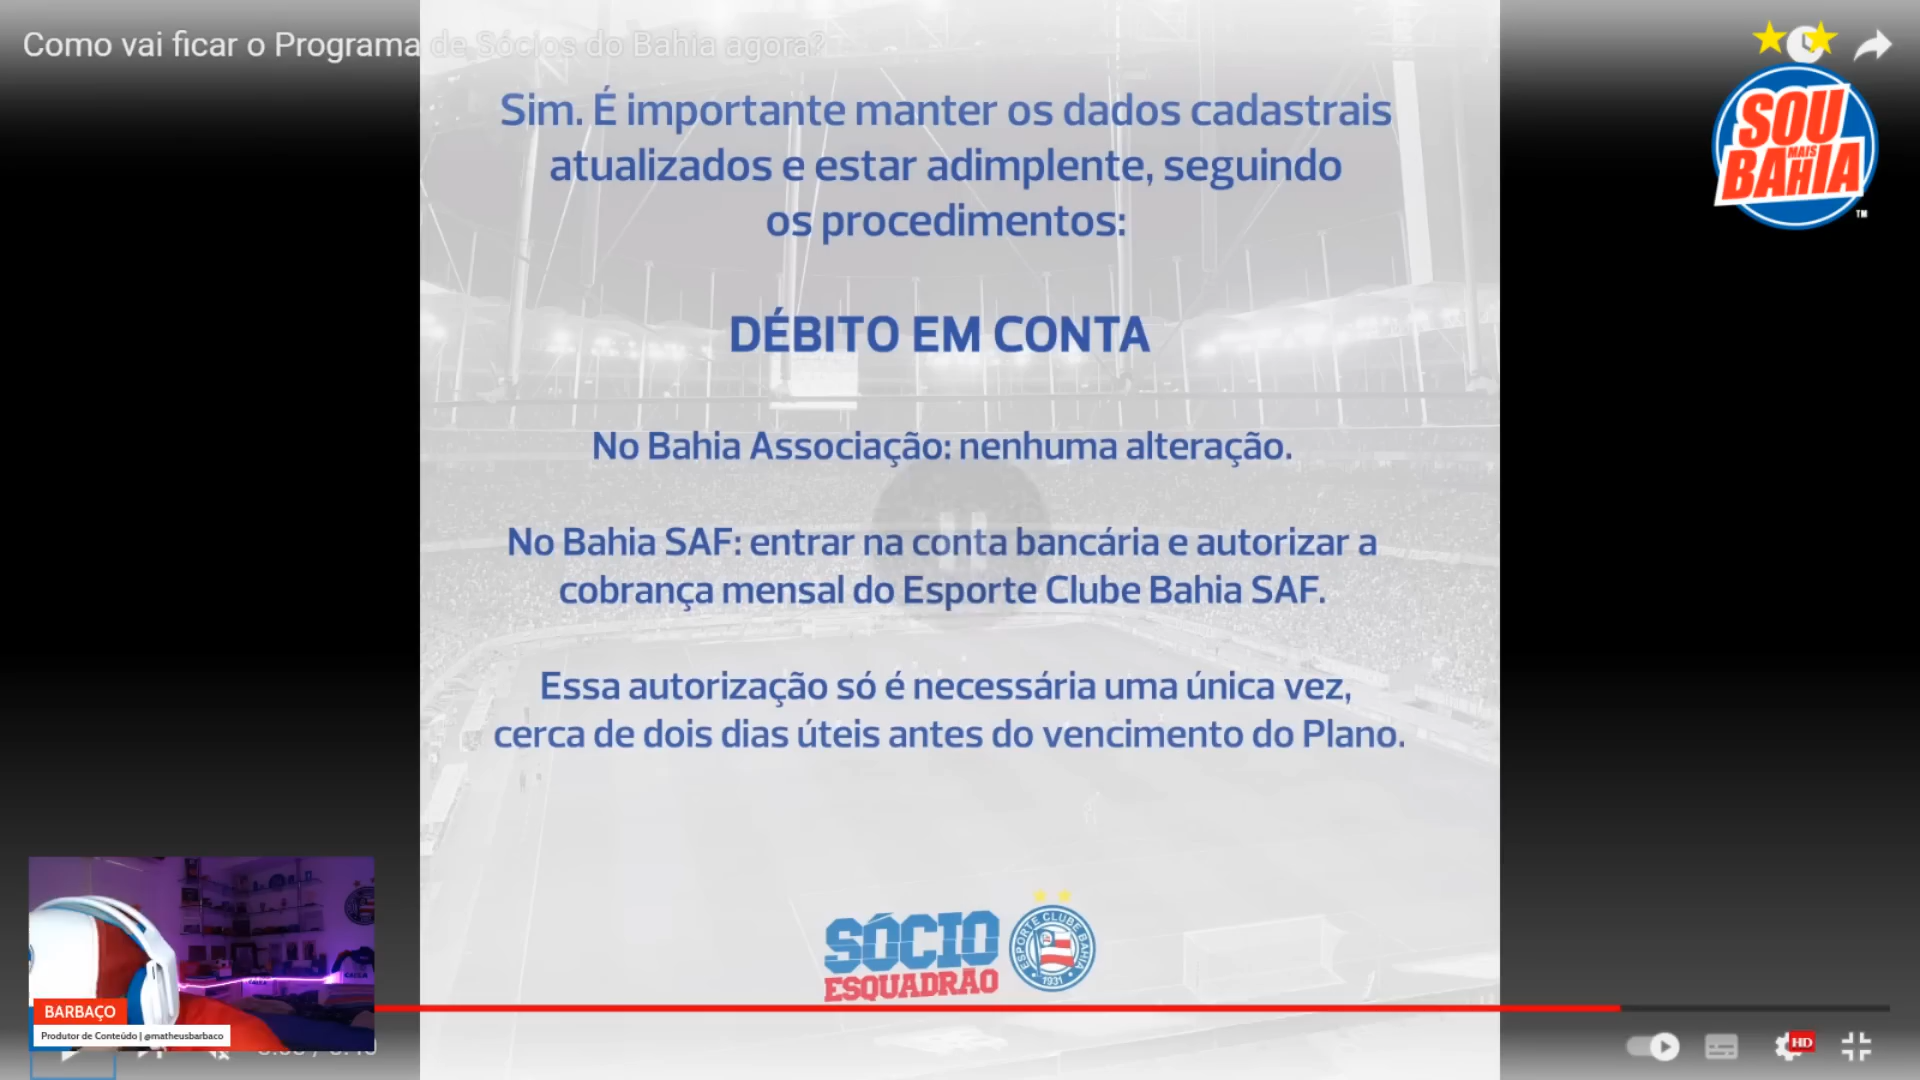 Como vai ficar o Programa de Sócios do Bahia agora?
SOU
MAIS
BAHIA
TM
Sim. É importante manter os dados cadastrais
atualizados e estar adimplente, seguindo
os procedimentos:
DÉBITO EM CONTA
No Bahia Associação: nenhuma alteração.
No Bahia SAF: entrar na conta bancária e autorizar a
cobrança mensal do Esporte Clube Bahia SAF.
Essa autorização só é necessária uma única vez,
cerca de dois dias úteis antes do vencimento do Plano.
SÓCIO
ESQUADRÃO
ESPORTE CLUBE BAHIA
1931
BARBAÇO
Produtor de Conteúdo | @matheusbarbaco
HD